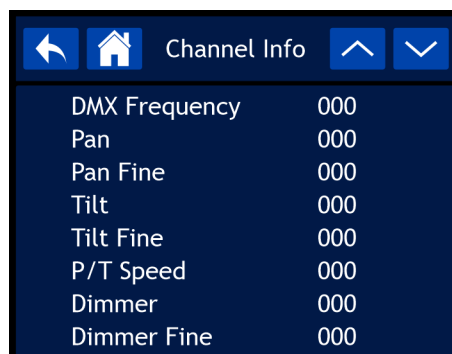 Channel Info
DMX Frequency 000
Pan 000
Pan Fine 000
Tilt 000
Tilt Fine 000
P/T Speed 000
Dimmer 000
Dimmer Fine 000